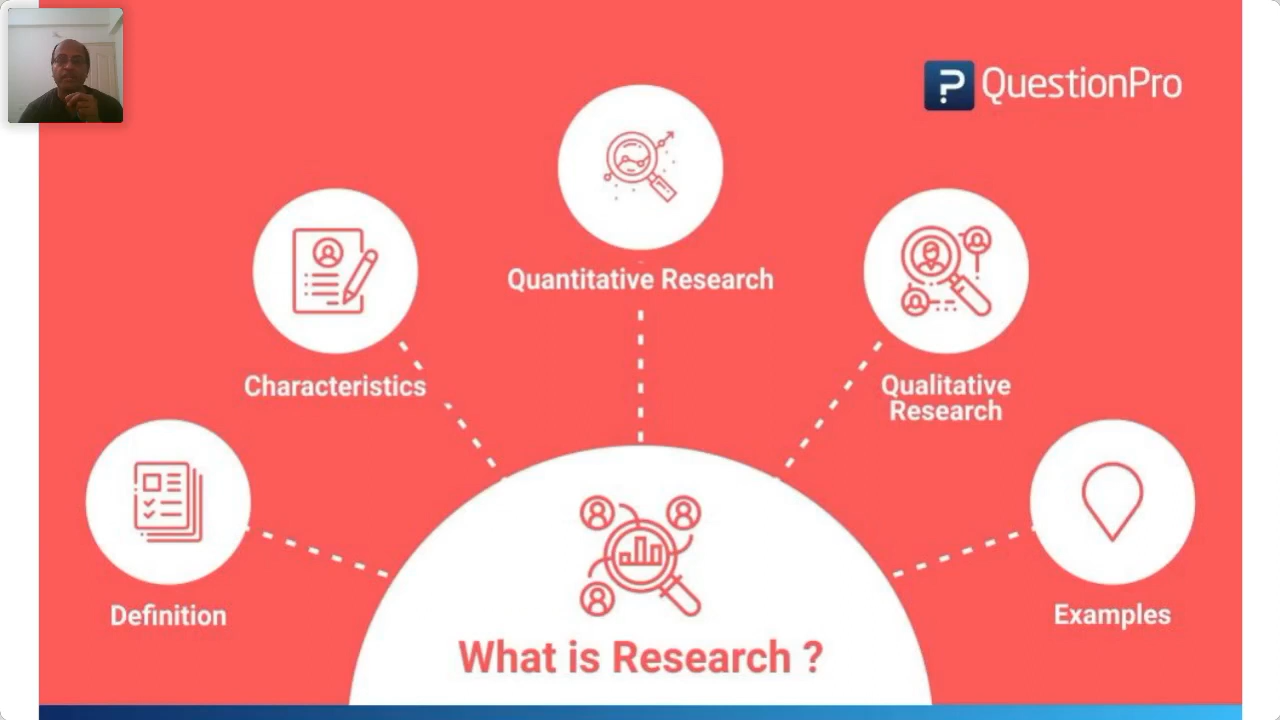 QuestionPro
Quantitative Research
Characteristics
Qualitative
Research
Definition
Examples
What is Research ?